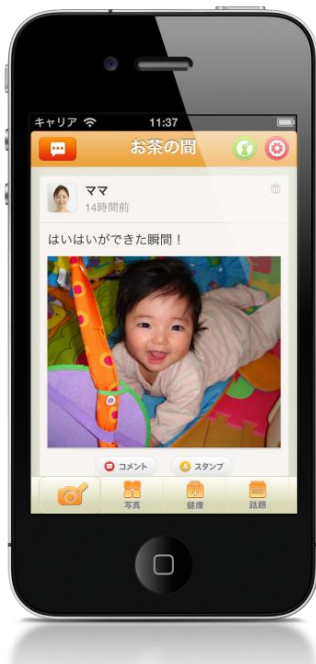 キャリア 11:37
お茶の間
ママ
14時間前
はいはいができた瞬間！
コメント スタンプ
写真 健康 話題